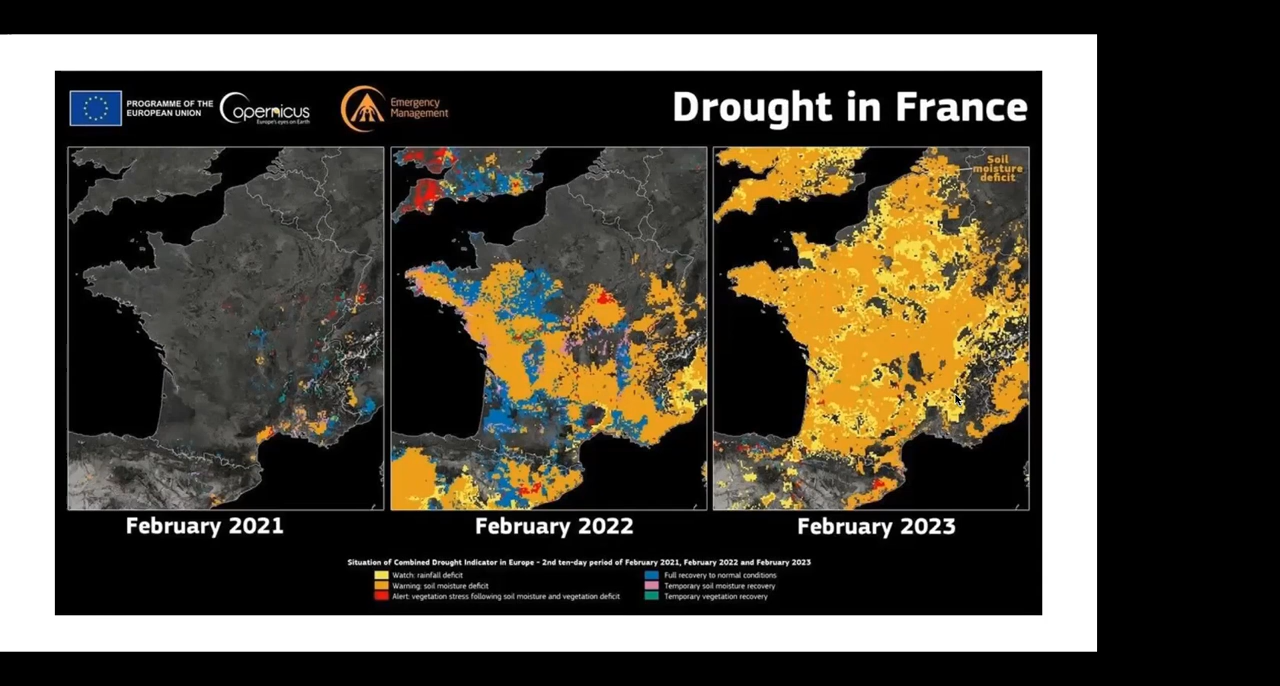 PROGRAMME OF THE
EUROPEAN UNION
Copernicus
Europe's eyes on Earth
Emergency
Management
Drought in France
Soil
moisture
deficit
February 2021
February 2022
February 2023
Situation of Combined Drought Indicator in Europe - 2nd ten-day period of February 2021, February 2022 and February 2023
Watch: rainfall deficit
Warning: soil moisture deficit
Alert: vegetation stress following soil moisture and vegetation deficit
Full recovery to normal conditions
Temporary soil moisture recovery
Temporary vegetation recovery